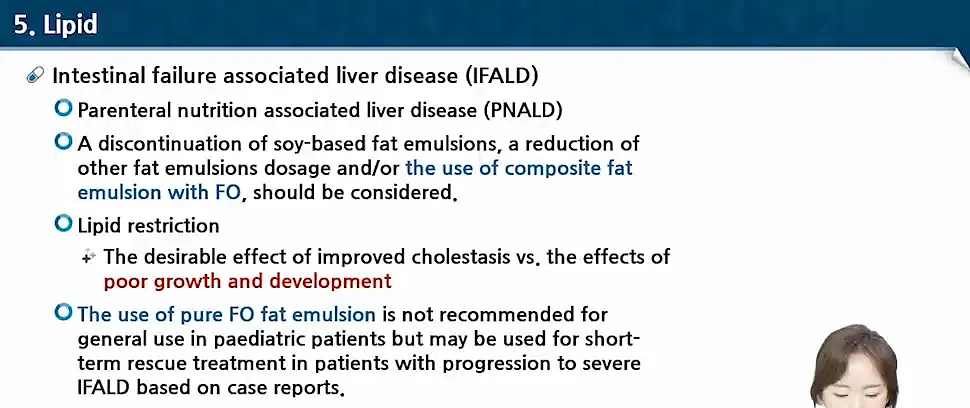 5. Lipid
Intestinal failure associated liver disease (IFALD)
Parenteral nutrition associated liver disease (PNALD)
A discontinuation of soy-based fat emulsions, a reduction of
other fat emulsions dosage and/or the use of composite fat
emulsion with FO, should be considered.
Lipid restriction
The desirable effect of improved cholestasis vs. the effects of
poor growth and development
The use of pure FO fat emulsion is not recommended for
general use in paediatric patients but may be used for short-
term rescue treatment in patients with progression to severe
IFALD based on case reports.